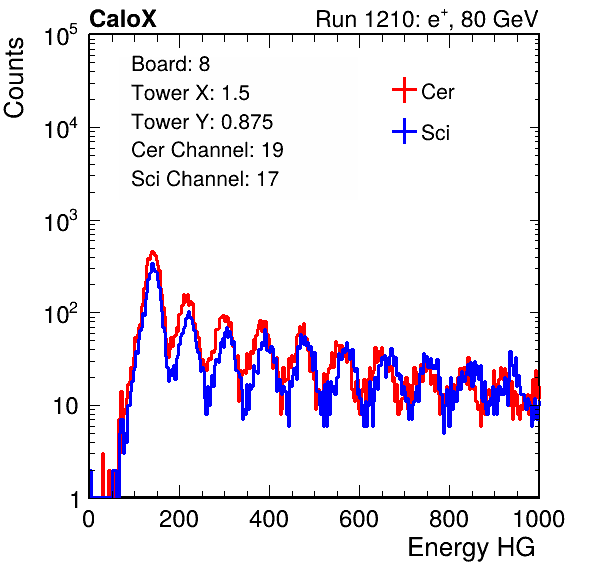 CaloX Run 1210: e⁺, 80 GeV
Board: 8
Tower X: 1.5
Tower Y: 0.875
Cer Channel: 19
Sci Channel: 17
Cer
Sci
Counts
10⁵
10⁴
10³
10²
10
1
0 200 400 600 800 1000
Energy HG